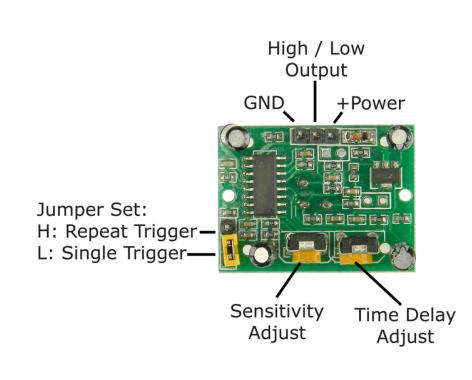 High / Low
Output
GND
+Power
Jumper Set:
H: Repeat Trigger
L: Single Trigger
Sensitivity
Adjust
Time Delay
Adjust